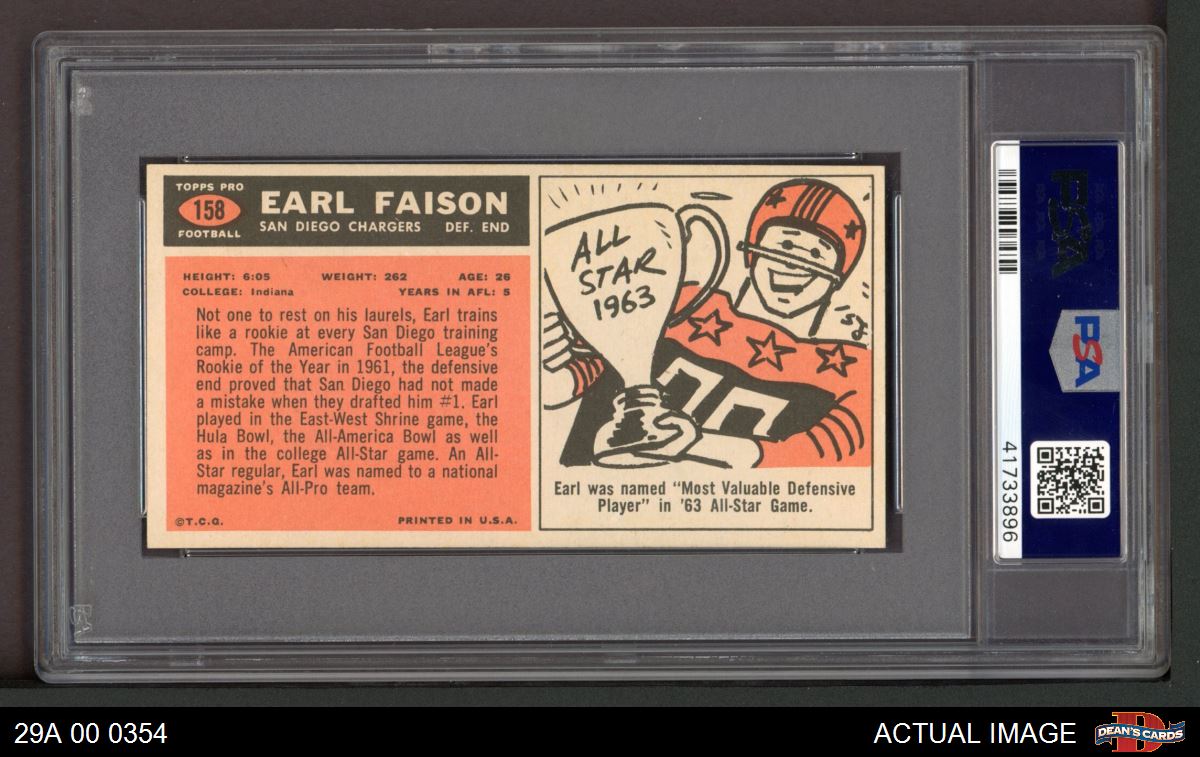 TOPPS PRO
158
FOOTBALL
EARL FAISON
SAN DIEGO CHARGERS DEF. END
HEIGHT: 6:05 WEIGHT: 262 AGE: 26
COLLEGE: Indiana YEARS IN AFL: 5
Not one to rest on his laurels, Earl trains
like a rookie at every San Diego training
camp. The American Football League's
Rookie of the Year in 1961, the defensive
end proved that San Diego had not made
a mistake when they drafted him #1. Earl
played in the East-West Shrine game, the
Hula Bowl, the All-America Bowl as well
as in the college All-Star game. An All-
Star regular, Earl was named to a national
magazine's All-Pro team.
©T.C.G. PRINTED IN U.S.A.
ALL
STAR
1963
Earl was named "Most Valuable Defensive
Player" in '63 All-Star Game.
PSA
PSA
41733896
29A 00 0354
ACTUAL IMAGE
DEAN'S CARDS